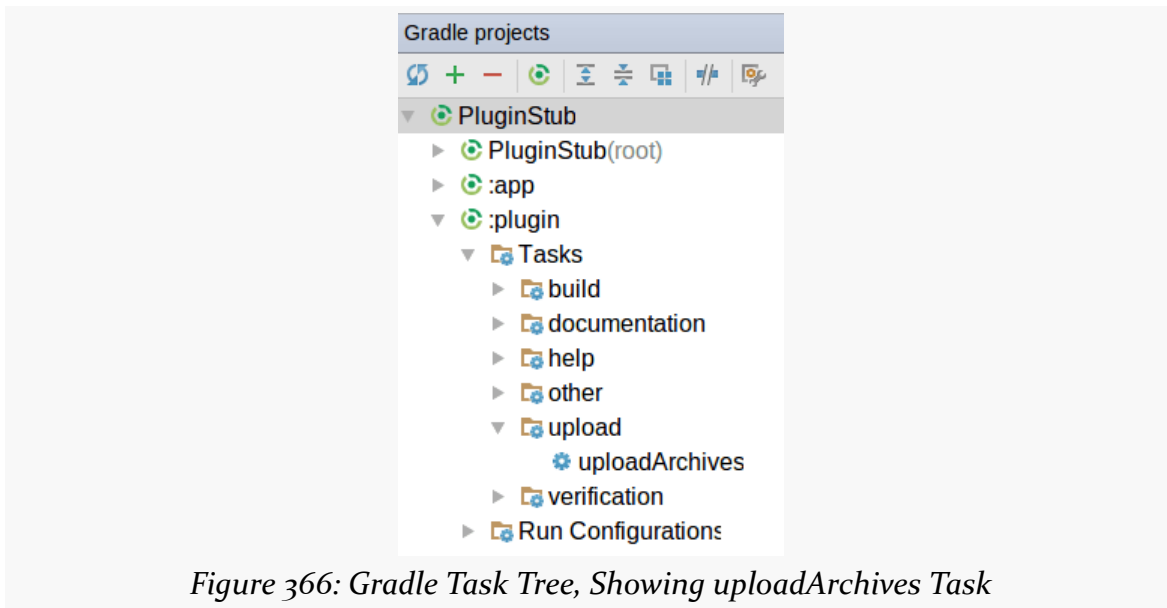 Gradle projects
PluginStub
PluginStub(root)
:app
:plugin
Tasks
build
documentation
help
other
upload
uploadArchives
verification
Run Configurations
Figure 366: Gradle Task Tree, Showing uploadArchives Task